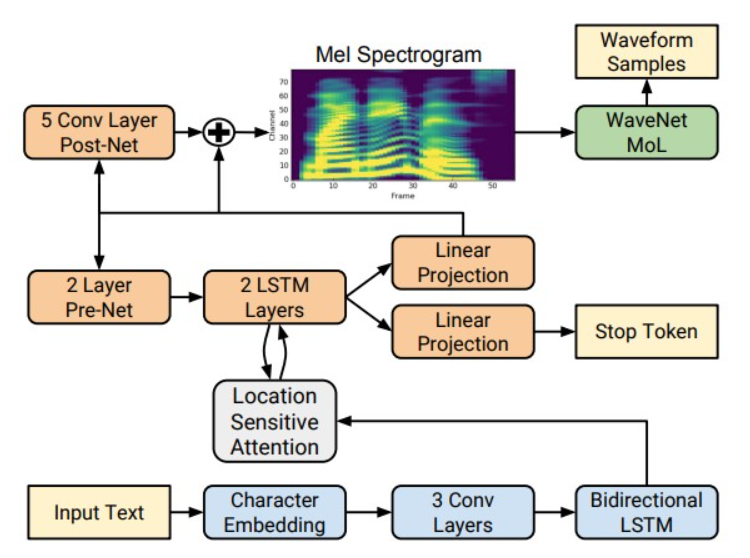 Mel Spectrogram
Waveform
Samples
5 Conv Layer
Post-Net
WaveNet
MoL
Channel
70
60
50
40
30
20
10
0
0 10 20 30 40 50
Frame
2 Layer
Pre-Net
2 LSTM
Layers
Linear
Projection
Linear
Projection
Stop Token
Location
Sensitive
Attention
Input Text
Character
Embedding
3 Conv
Layers
Bidirectional
LSTM